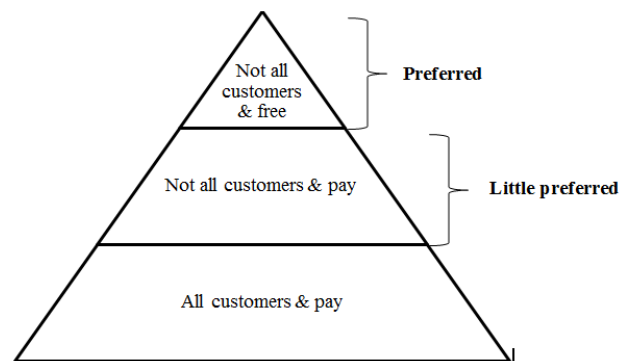 Not all
customers
& free
Preferred
Not all customers & pay
Little preferred
All customers & pay